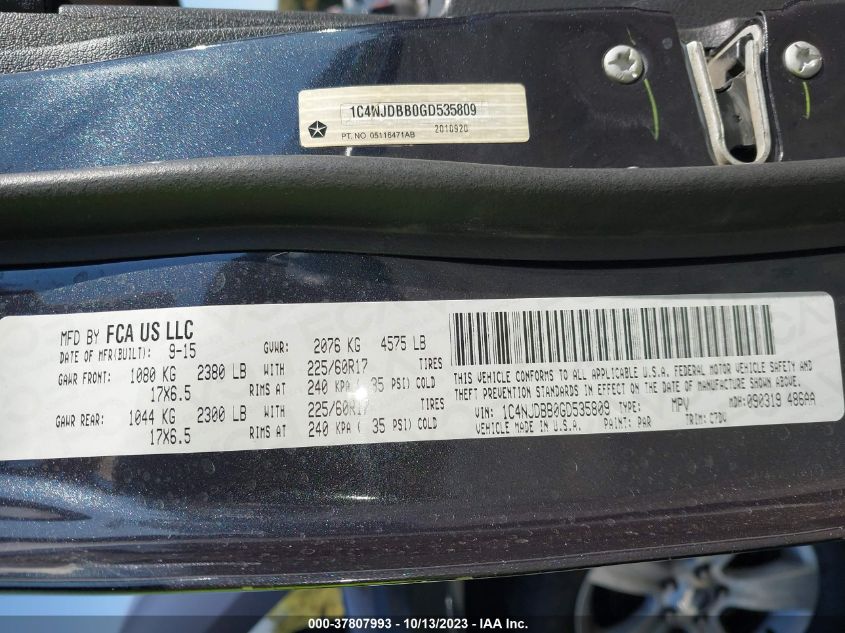 1C4NJDBB0GD535809
2010920
PT. NO. 05116471AB
MFD BY FCA US LLC
DATE OF MFR(BUILT): 9-15
GVWR: 2076 KG 4575 LB
GAWR FRONT: 1080 KG 2380 LB WITH 225/60R17 TIRES
17X6.5 RIMS AT 240 KPA ( 35 PSI) COLD
GAWR REAR: 1044 KG 2300 LB WITH 225/60R17 TIRES
17X6.5 RIMS AT 240 KPA ( 35 PSI) COLD
THIS VEHICLE CONFORMS TO ALL APPLICABLE U.S.A. FEDERAL MOTOR VEHICLE SAFETY AND
THEFT PREVENTION STANDARDS IN EFFECT ON THE DATE OF MANUFACTURE SHOWN ABOVE
VIN: 1C4NJDBB0GD535809 TYPE: MPV MDH: 090319 486AA
VEHICLE MADE IN U.S.A. PAINT: PAR TRIM: C7DV
000-37807993 | 10/13/2023 - IAA Inc.